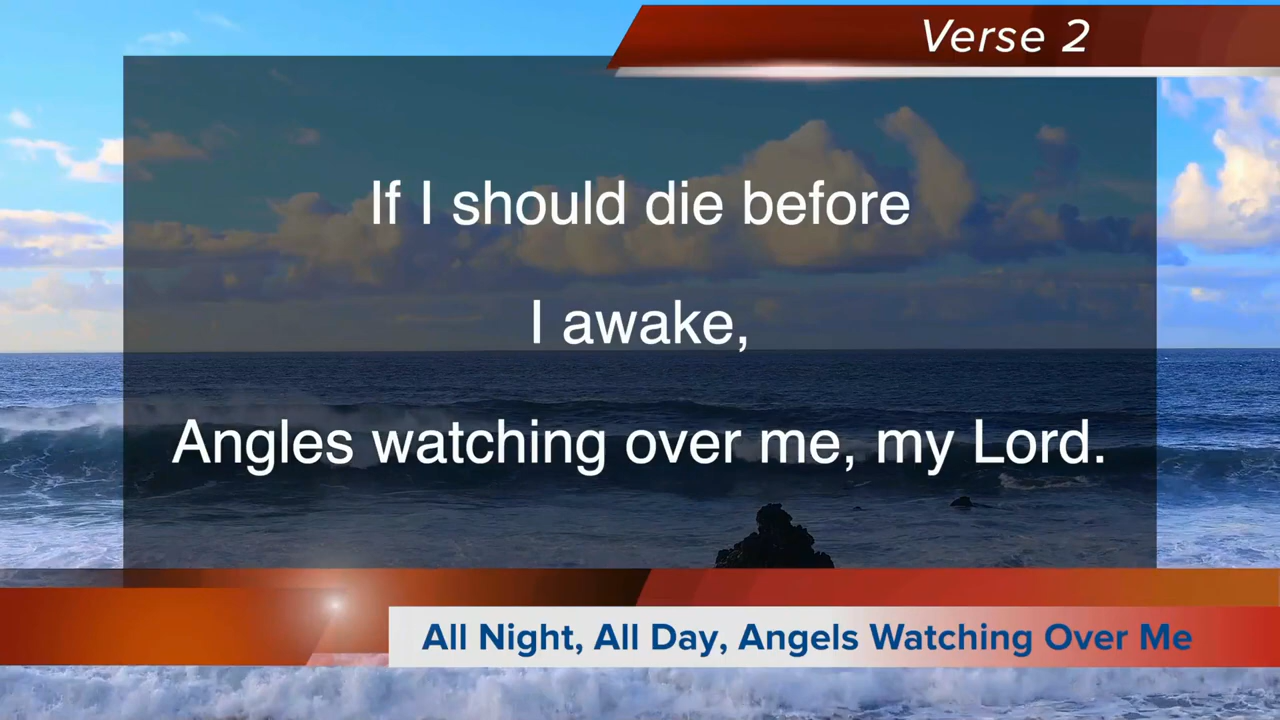 Verse 2
If I should die before
I awake,
Angles watching over me, my Lord.
All Night, All Day, Angels Watching Over Me